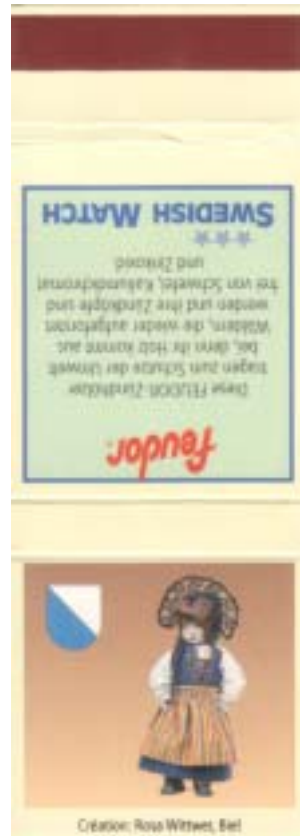 feudor.
Diese FEUDOR Zündhölzer
tragen zum Schutze der Umwelt
bei, denn ihr Holz kommt aus
Wäldern, die wieder aufgeforstet
werden und ihre Zündköpfe sind
frei von Schwefel, Kaliumdichromat
und Zinkoxid
SWEDISH MATCH
Création: Rosa Wittwer, Biel